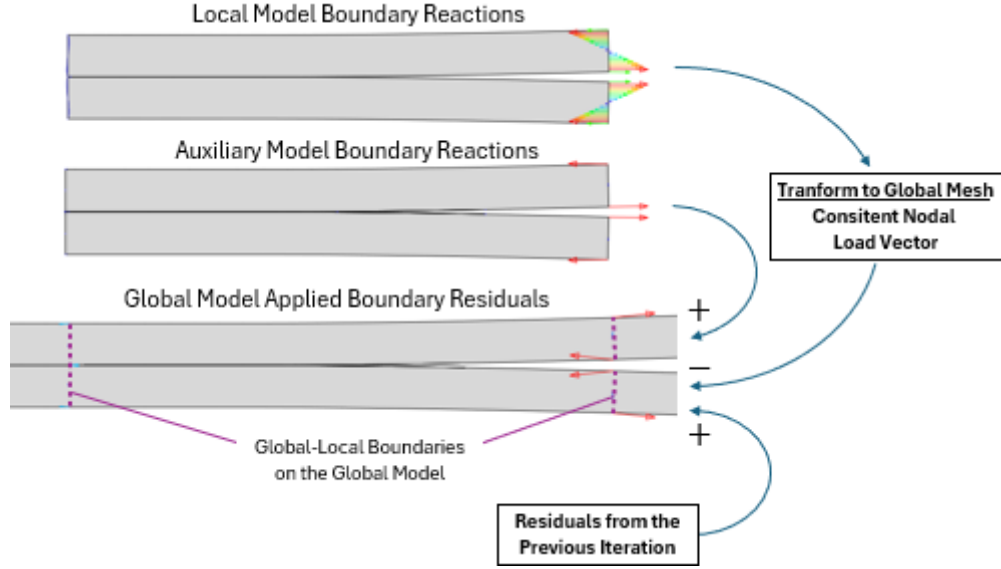 Local Model Boundary Reactions
Auxiliary Model Boundary Reactions
Tranform to Global Mesh
Consitent Nodal
Load Vector
Global Model Applied Boundary Residuals
+
−
+
Global-Local Boundaries
on the Global Model
Residuals from the
Previous Iteration